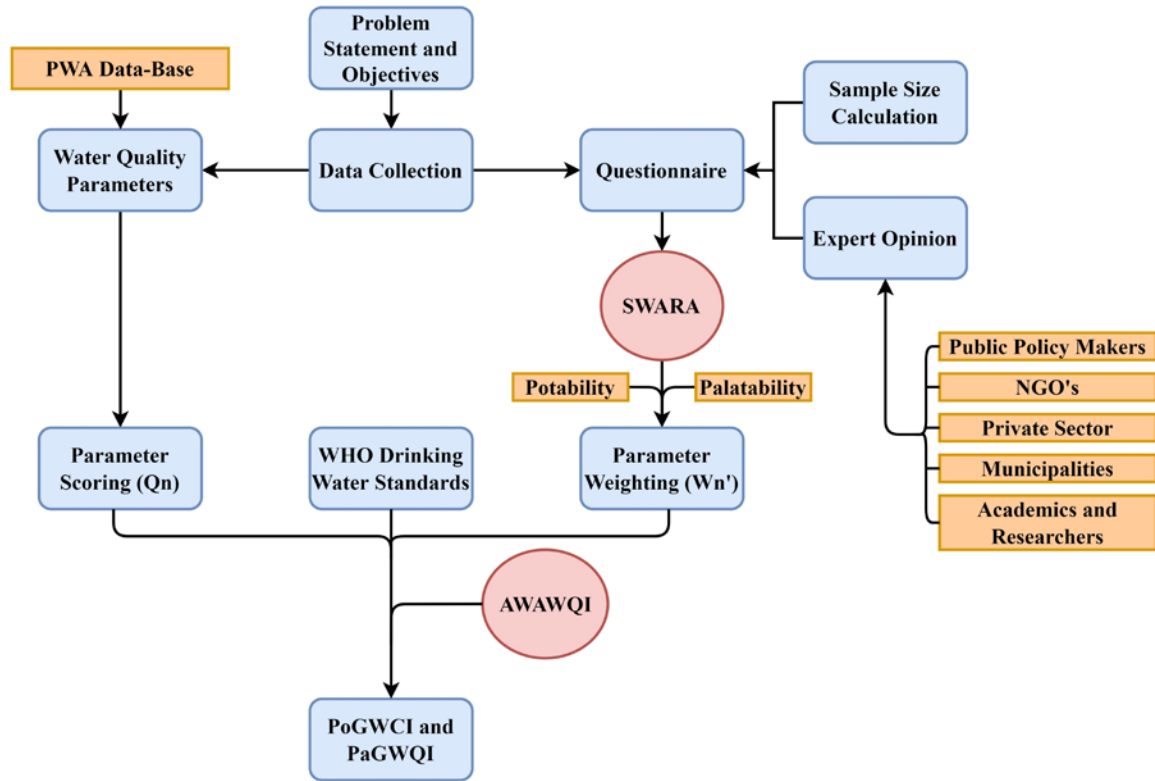 Problem
Statement and
Objectives
PWA Data-Base
Sample Size
Calculation
Water Quality
Parameters
Data Collection
Questionnaire
Expert Opinion
SWARA
Public Policy Makers
NGO's
Private Sector
Municipalities
Academics and
Researchers
Potability
Palatability
Parameter
Scoring (Qn)
WHO Drinking
Water Standards
Parameter
Weighting (Wn')
AWAWQI
PoGWCI and
PaGWQI